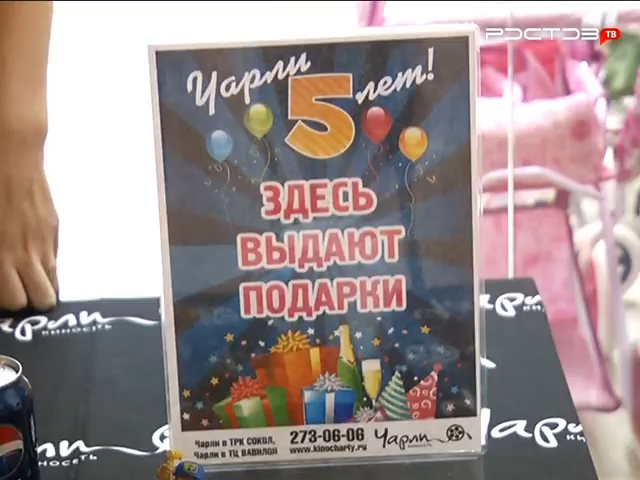 РОСТОВ ТВ
Чарли 5 лет!
ЗДЕСЬ
ВЫДАЮТ
ПОДАРКИ
Чарли в ТРК СОКОЛ,
Чарли в ТЦ ВАВИЛОН
273-06-06
www.kinocharly.ru
Чарли
киносеть
чарли
киносеть
чарли
киносеть
pepsi